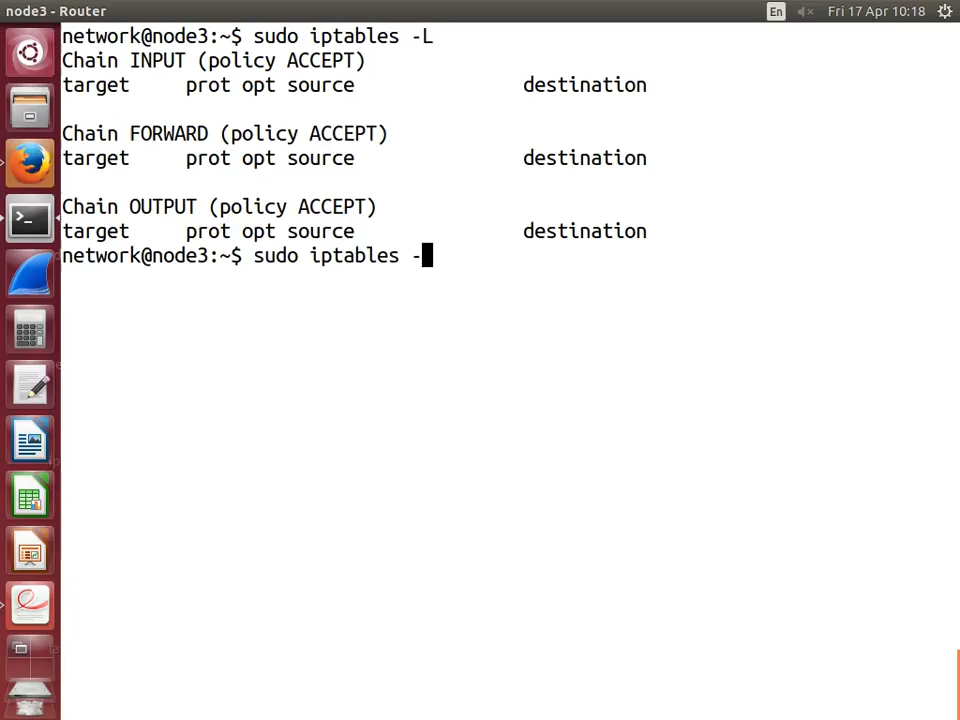 node3 - Router
En
Fri 17 Apr 10:18
network@node3:~$ sudo iptables -L
Chain INPUT (policy ACCEPT)
target     prot opt source               destination
Chain FORWARD (policy ACCEPT)
target     prot opt source               destination
Chain OUTPUT (policy ACCEPT)
target     prot opt source               destination
network@node3:~$ sudo iptables -